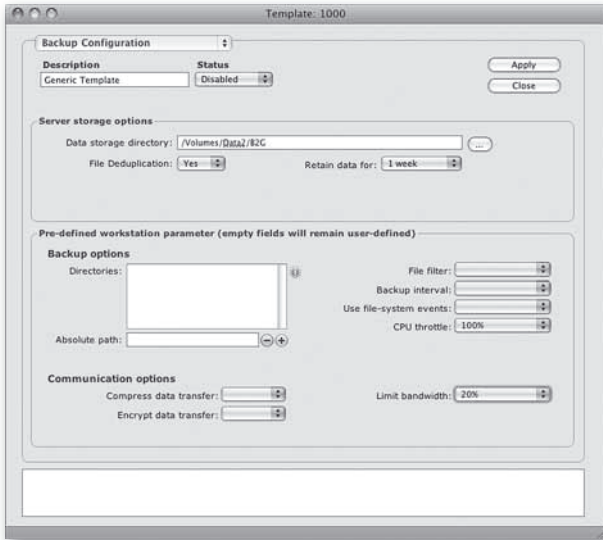 Template: 1000
Backup Configuration
Description
Status
Generic Template
Disabled
Apply
Close
Server storage options
Data storage directory: /Volumes/Data2/B2G ...
File Deduplication: Yes
Retain data for: 1 week
Pre-defined workstation parameter (empty fields will remain user-defined)
Backup options
Directories:
File filter:
Backup interval:
Use file-system events:
CPU throttle: 100%
Absolute path:
Communication options
Compress data transfer:
Limit bandwidth: 20%
Encrypt data transfer: